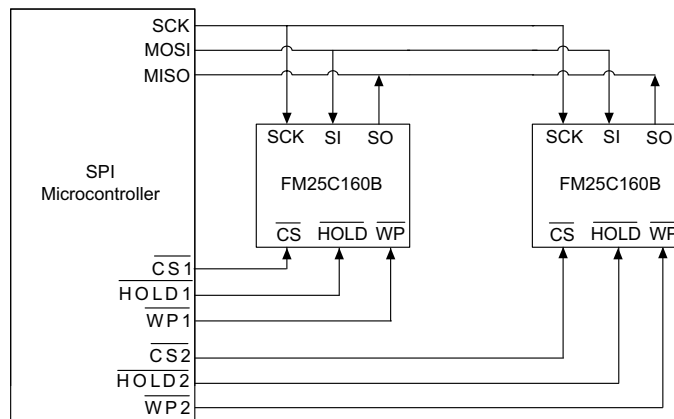 SCK
MOSI
MISO
SPI
Microcontroller
CS1
HOLD1
WP1
CS2
HOLD2
WP2
SCK SI SO
FM25C160B
CS HOLD WP
SCK SI SO
FM25C160B
CS HOLD WP